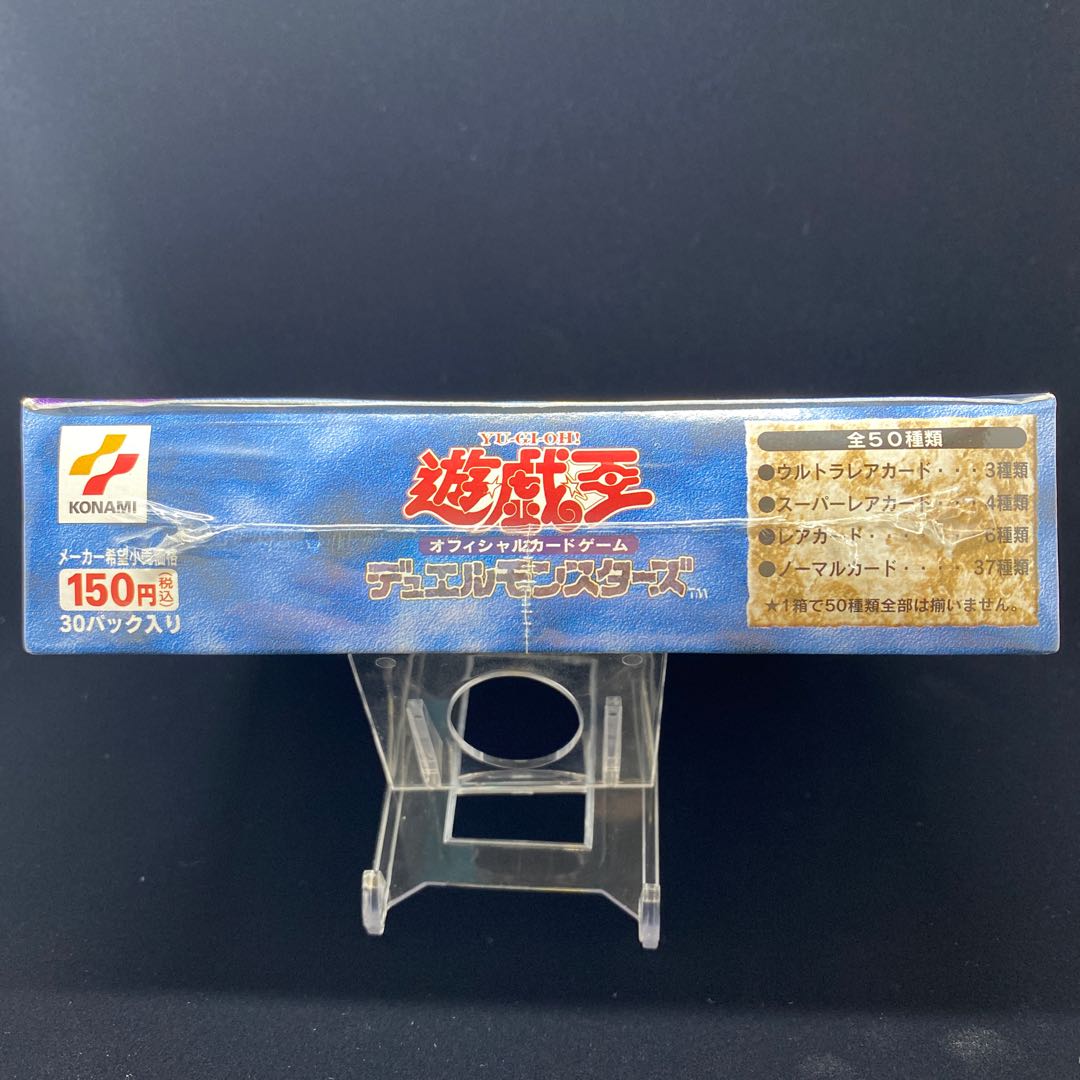 KONAMI
メーカー希望小売価格
150円(税込)
30パック入り
YU-GI-OH!
遊戯王
オフィシャルカードゲーム
デュエルモンスターズ™
全50種類
●ウルトラレアカード・・・3種類
●スーパーレアカード・・・4種類
●レアカード・・・・・・・6種類
●ノーマルカード・・・・37種類
★1箱で50種類全部は揃いません。